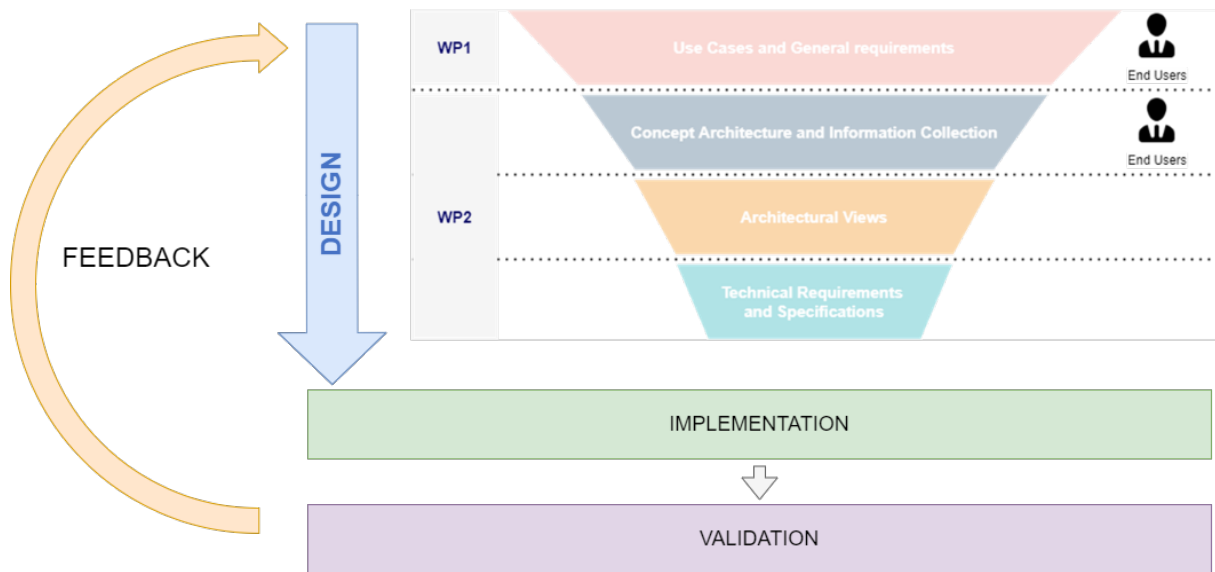 WP1
Use Cases and General requirements
End Users
Concept Architecture and Information Collection
End Users
DESIGN
FEEDBACK
WP2
Architectural Views
Technical Requirements
and Specifications
IMPLEMENTATION
VALIDATION